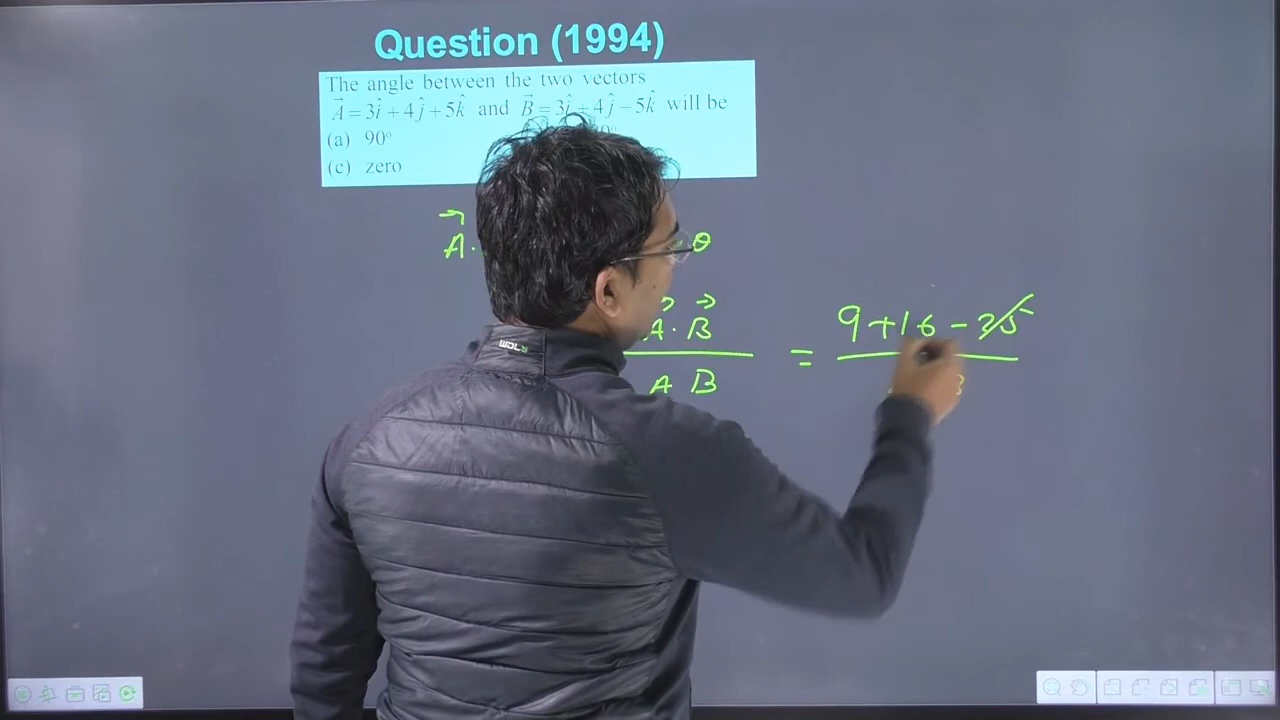 Question (1994)
The angle between the two vectors
A⃗ = 3î + 4ĵ + 5k̂ and B⃗ = 3î + 4ĵ − 5k̂ will be
(a) 90°
(c) zero
A⃗ · θ
A⃗ · B⃗ = 9 + 16 − 25
A B